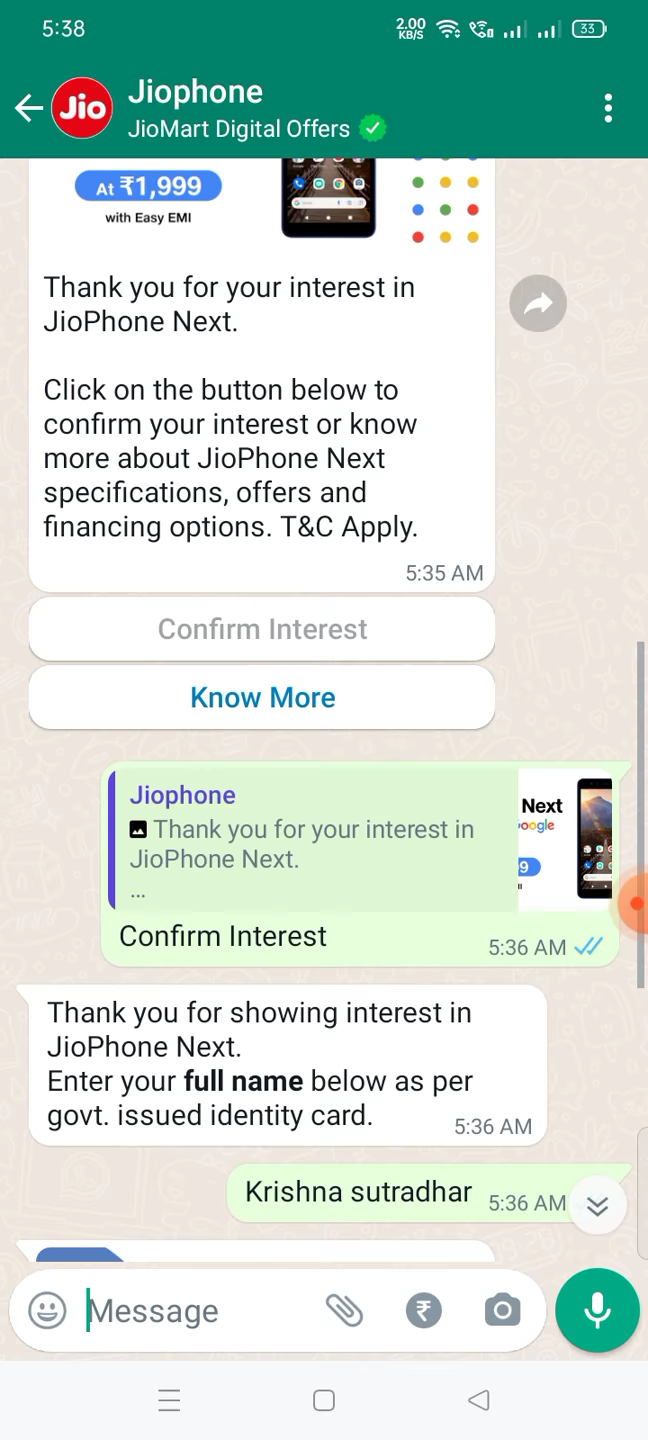 5:38
2.00
KB/S
33
Jio
Jiophone
JioMart Digital Offers
At ₹1,999
with Easy EMI
Thank you for your interest in
JioPhone Next.
Click on the button below to
confirm your interest or know
more about JioPhone Next
specifications, offers and
financing options. T&C Apply.
5:35 AM
Confirm Interest
Know More
Jiophone
Thank you for your interest in
JioPhone Next.
...
Next
oogle
9
Confirm Interest
5:36 AM
Thank you for showing interest in
JioPhone Next.
Enter your full name below as per
govt. issued identity card.
5:36 AM
Krishna sutradhar
5:36 AM
Message